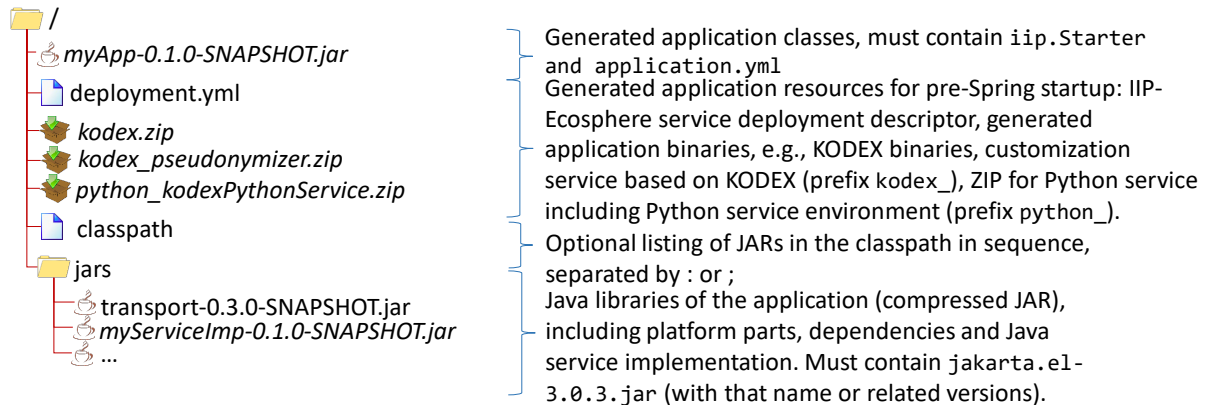 /
myApp-0.1.0-SNAPSHOT.jar
deployment.yml
kodex.zip
kodex_pseudonymizer.zip
python_kodexPythonService.zip
classpath
jars
transport-0.3.0-SNAPSHOT.jar
myServiceImp-0.1.0-SNAPSHOT.jar
...
Generated application classes, must contain iip.Starter
and application.yml
Generated application resources for pre-Spring startup: IIP-
Ecosphere service deployment descriptor, generated
application binaries, e.g., KODEX binaries, customization
service based on KODEX (prefix kodex_), ZIP for Python service
including Python service environment (prefix python_).
Optional listing of JARs in the classpath in sequence,
separated by : or ;
Java libraries of the application (compressed JAR),
including platform parts, dependencies and Java
service implementation. Must contain jakarta.el-
3.0.3.jar (with that name or related versions).